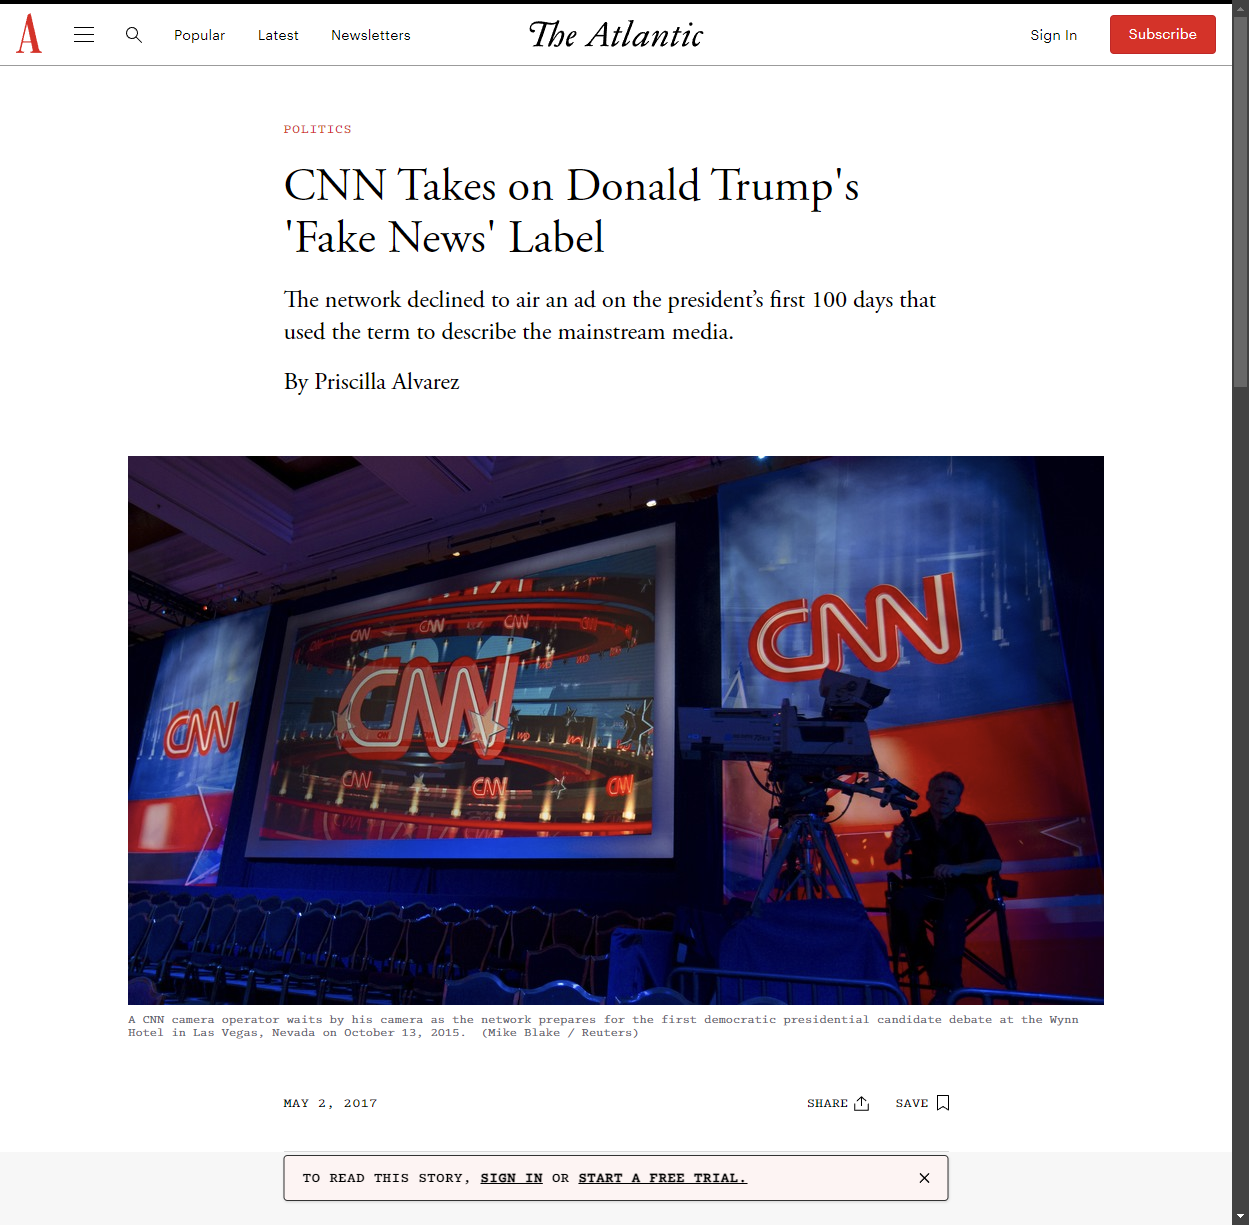 A
Popular
Latest
Newsletters
The Atlantic
Sign In
Subscribe
POLITICS
CNN Takes on Donald Trump's
'Fake News' Label
The network declined to air an ad on the president’s first 100 days that
used the term to describe the mainstream media.
By Priscilla Alvarez
CNN
CNN
CNN
CNN
CNN
CNN
CNN
CNN
CNN
A CNN camera operator waits by his camera as the network prepares for the first democratic presidential candidate debate at the Wynn
Hotel in Las Vegas, Nevada on October 13, 2015. (Mike Blake / Reuters)
MAY 2, 2017
SHARE
SAVE
TO READ THIS STORY, SIGN IN OR START A FREE TRIAL.